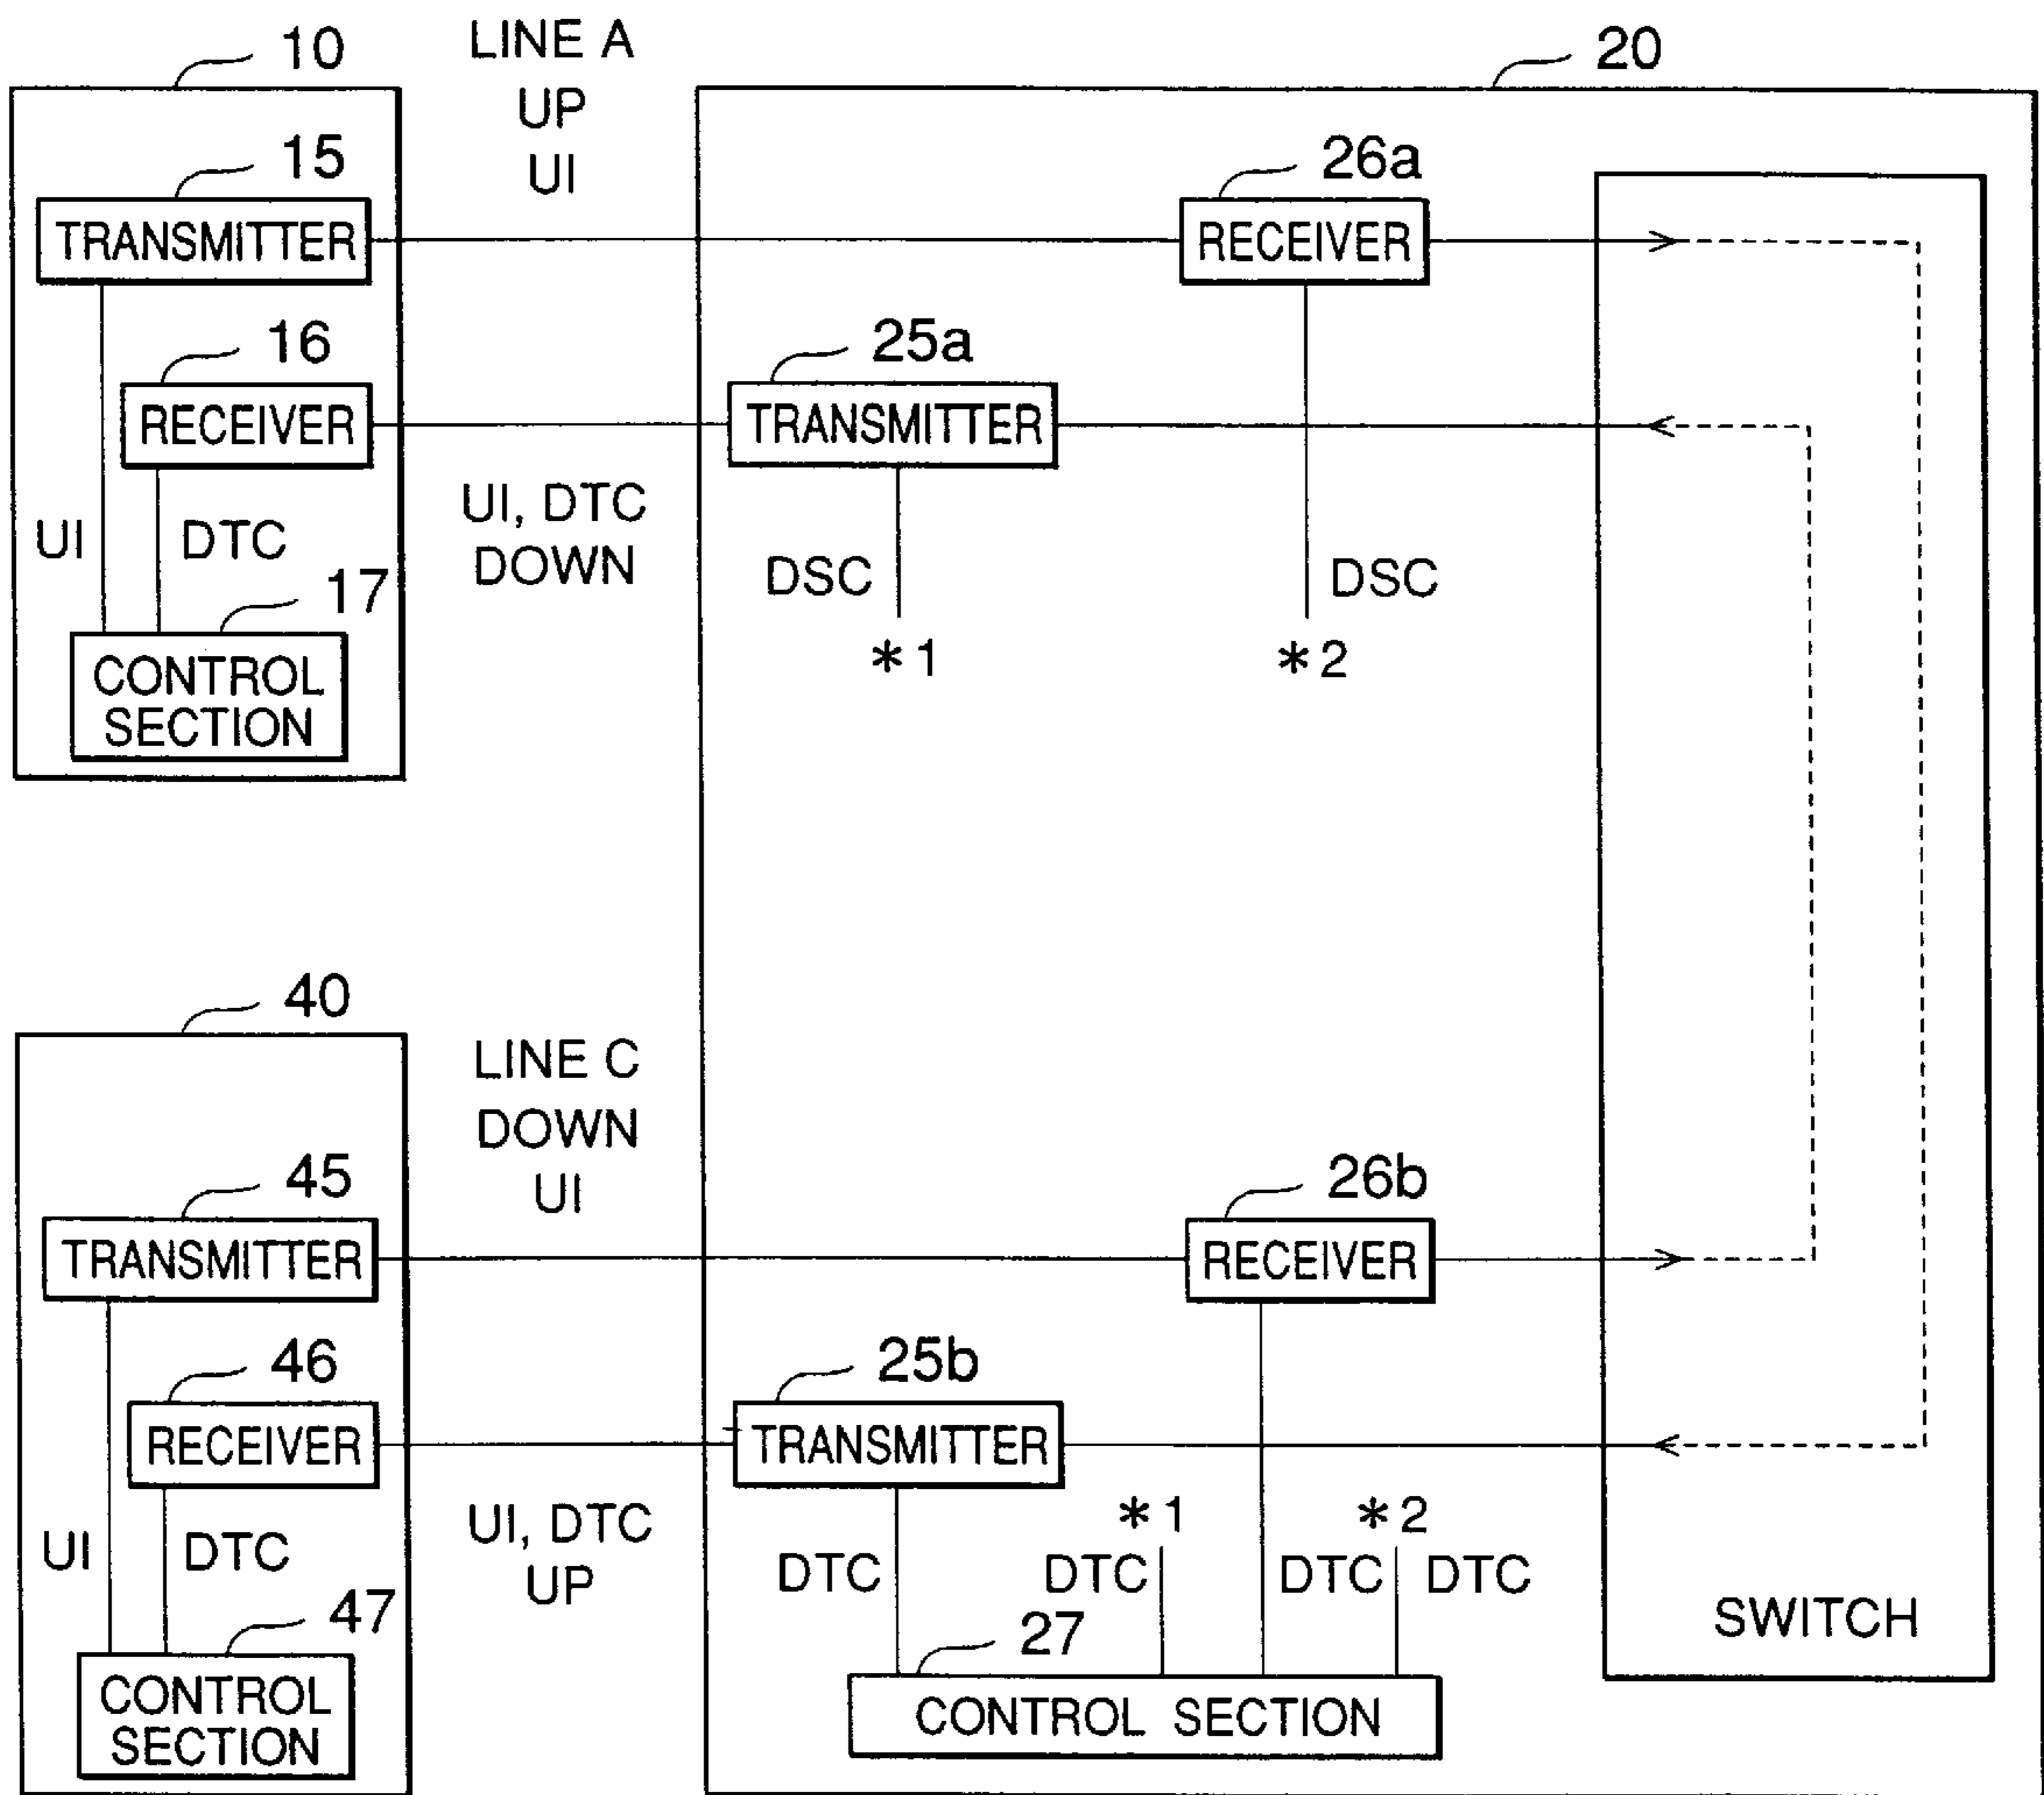 10
LINE A
UP
UI
20
15
TRANSMITTER
26a
RECEIVER
16
RECEIVER
25a
TRANSMITTER
UI
DTC
UI, DTC
DOWN
DSC
*1
DSC
*2
17
CONTROL
SECTION
40
LINE C
DOWN
UI
45
TRANSMITTER
26b
RECEIVER
46
RECEIVER
25b
TRANSMITTER
UI
DTC
UI, DTC
UP
DTC
*1
DTC
DTC
*2
DTC
47
CONTROL
SECTION
27
CONTROL SECTION
SWITCH